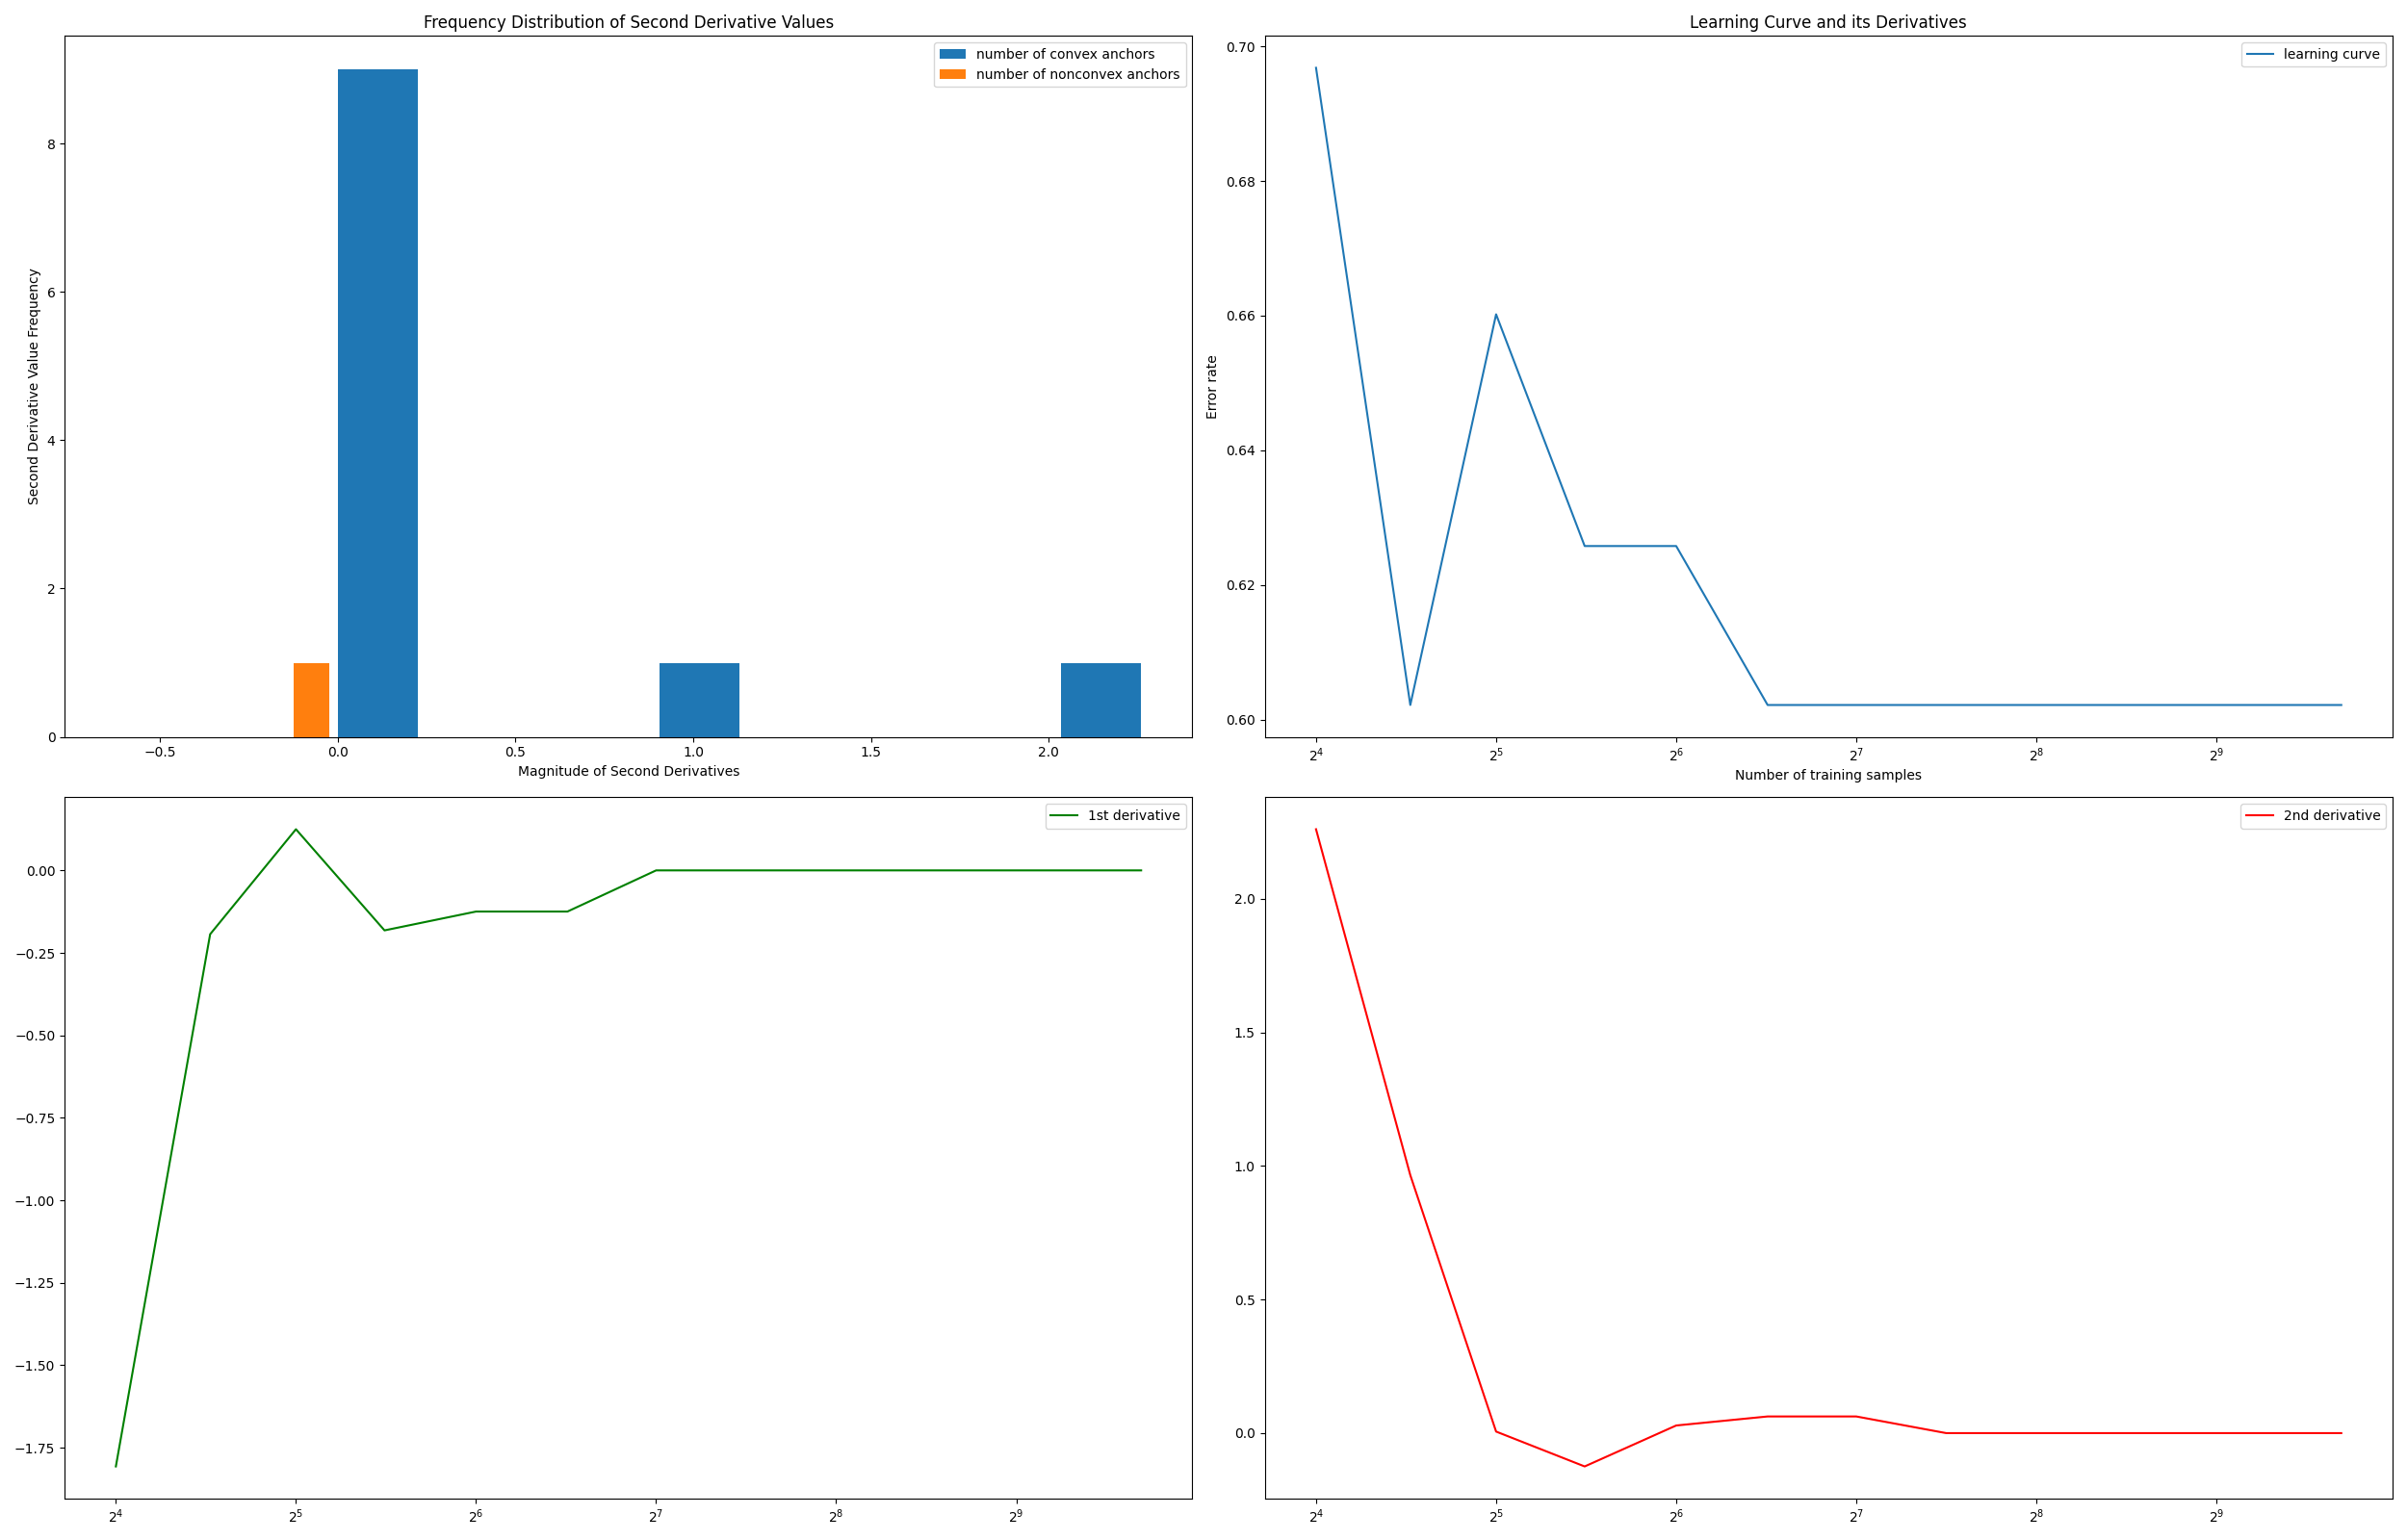 Frequency Distribution of Second Derivative Values
number of convex anchors
number of nonconvex anchors
Second Derivative Value Frequency
8
6
4
2
0
−0.5 0.0 0.5 1.0 1.5 2.0
Magnitude of Second Derivatives
Learning Curve and its Derivatives
learning curve
Error rate
0.70
0.68
0.66
0.64
0.62
0.60
2⁴ 2⁵ 2⁶ 2⁷ 2⁸ 2⁹
Number of training samples
1st derivative
0.00
−0.25
−0.50
−0.75
−1.00
−1.25
−1.50
−1.75
2⁴ 2⁵ 2⁶ 2⁷ 2⁸ 2⁹
2nd derivative
2.0
1.5
1.0
0.5
0.0
2⁴ 2⁵ 2⁶ 2⁷ 2⁸ 2⁹